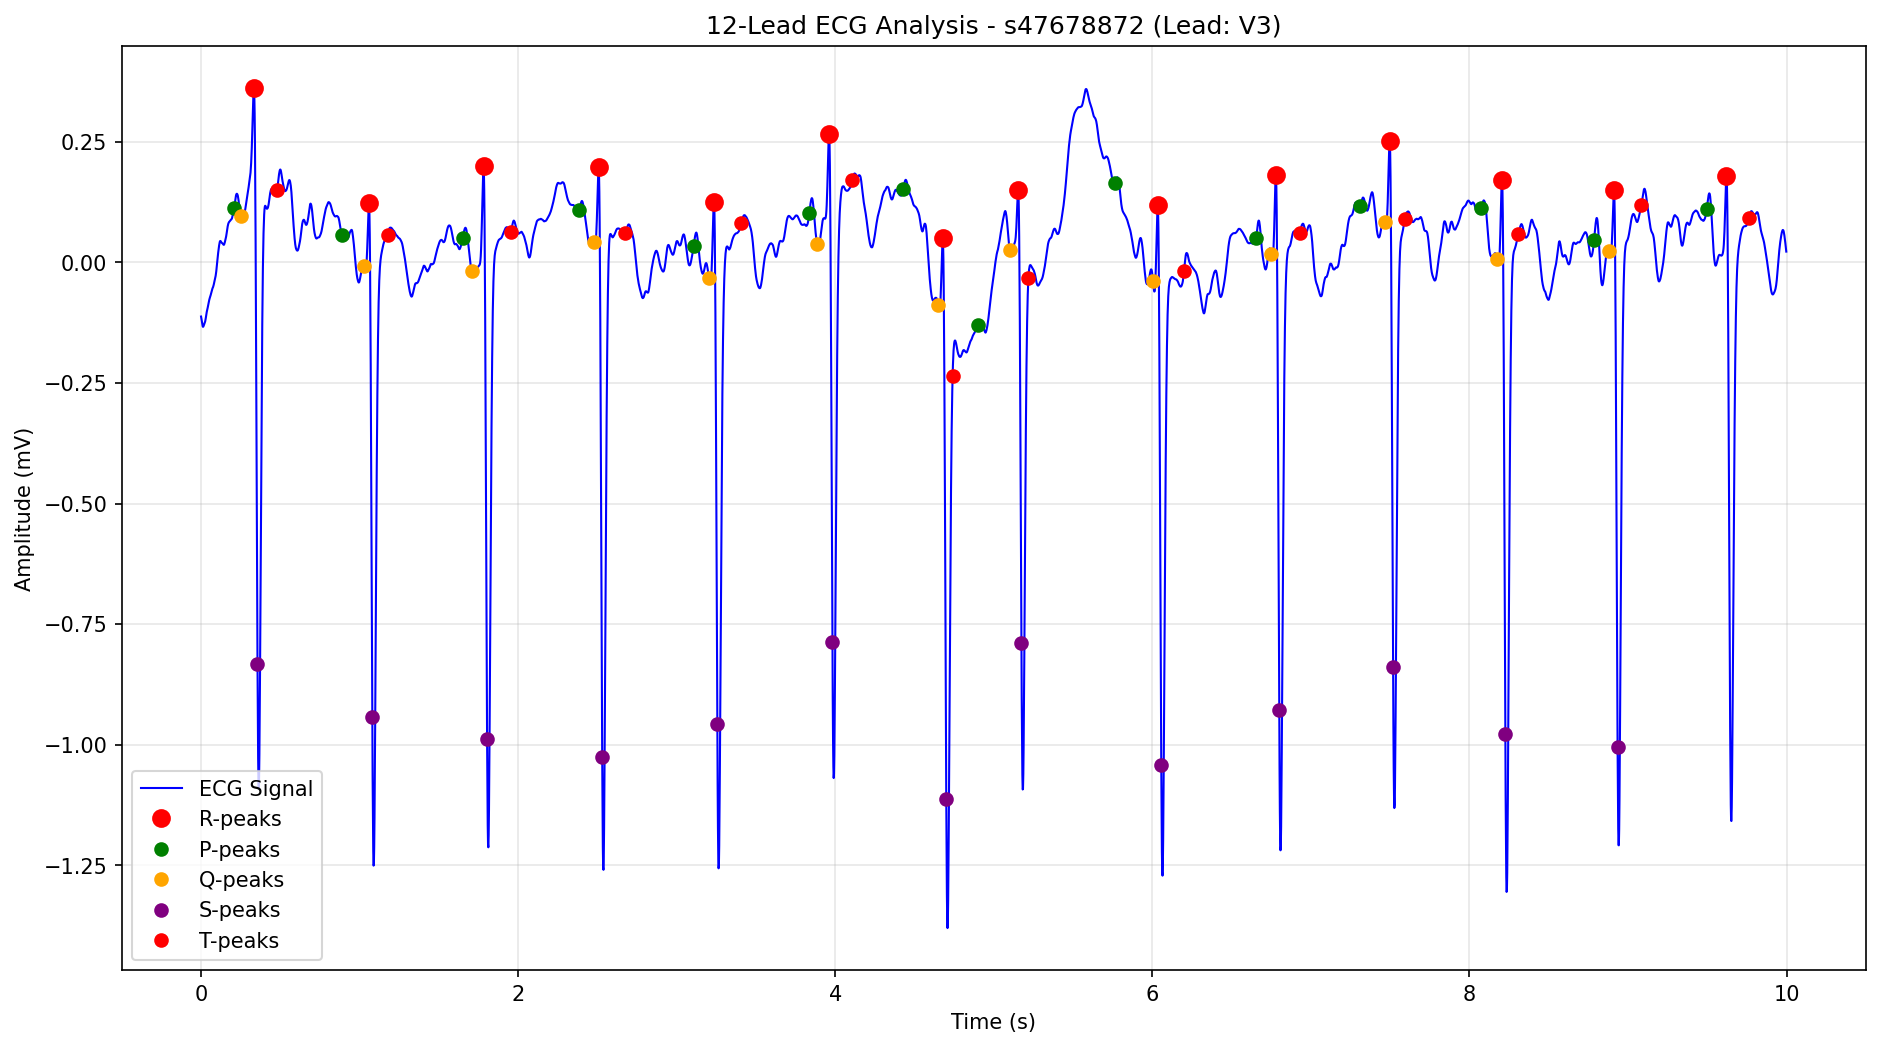 12-Lead ECG Analysis - s47678872 (Lead: V3)
Amplitude (mV)
0.25
0.00
−0.25
−0.50
−0.75
−1.00
−1.25
ECG Signal
R-peaks
P-peaks
Q-peaks
S-peaks
T-peaks
0 2 4 6 8 10
Time (s)